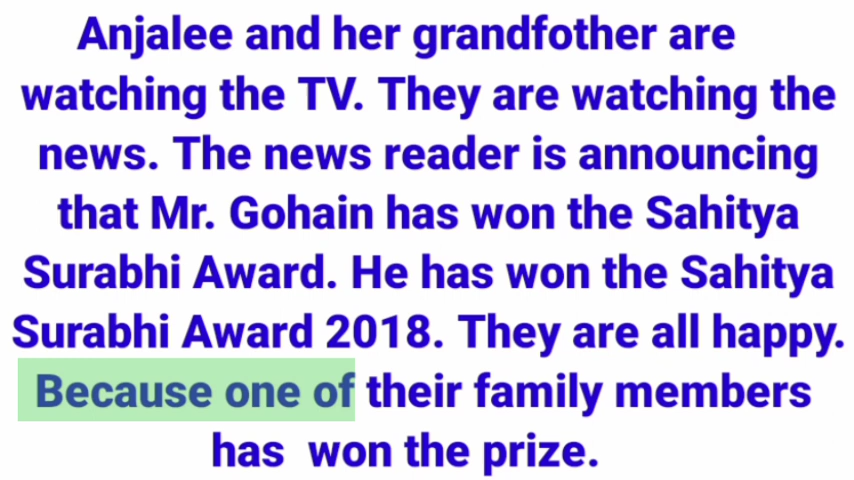 Anjalee and her grandfother are
watching the TV. They are watching the
news. The news reader is announcing
that Mr. Gohain has won the Sahitya
Surabhi Award. He has won the Sahitya
Surabhi Award 2018. They are all happy.
Because one of their family members
has  won the prize.